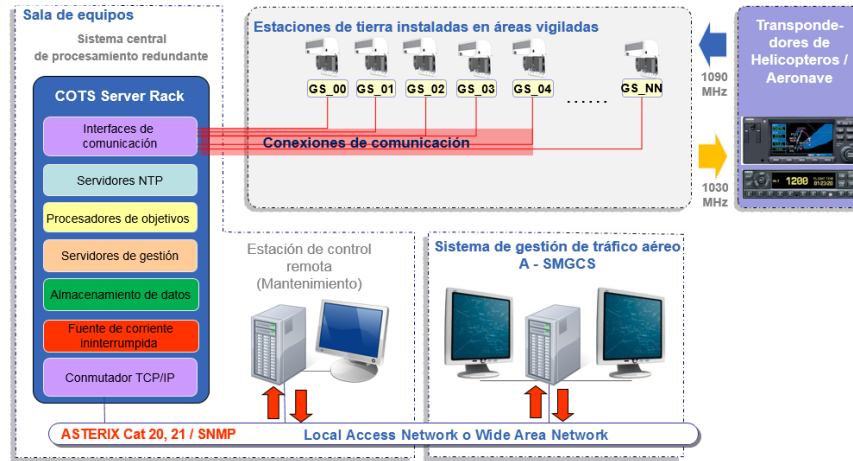 Sala de equipos
Sistema central
de procesamiento redundante
COTS Server Rack
Interfaces de
comunicación
Servidores NTP
Procesadores de objetivos
Servidores de gestión
Almacenamiento de datos
Fuente de corriente
ininterrumpida
Conmutador TCP/IP
Estaciones de tierra instaladas en áreas vigiladas
GS_00
GS_01
GS_02
GS_03
GS_04
......
GS_NN
Conexiones de comunicación
1090
MHz
1030
MHz
Transponde-
dores de
Helicopteros /
Aeronave
1200
Estación de control
remota
(Mantenimiento)
Sistema de gestión de tráfico aéreo
A - SMGCS
ASTERIX Cat 20, 21 / SNMP
Local Access Network o Wide Area Network